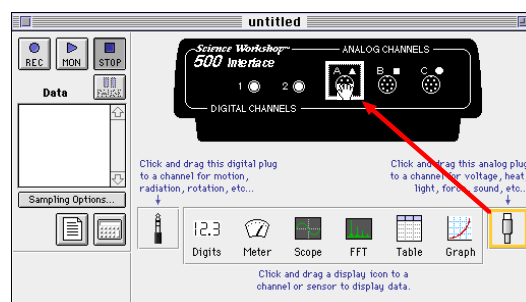 untitled
REC MON STOP
Data PAUSE
Sampling Options...
Science Workshop™
500 Interface
ANALOG CHANNELS
A B C
1 2
DIGITAL CHANNELS
Click and drag this digital plug
to a channel for motion,
radiation, rotation, etc...
Click and drag this analog plug
to a channel for voltage, heat,
light, force, sound, etc..
12.3
Digits Meter Scope FFT Table Graph
Click and drag a display icon to a
channel or sensor to display data.